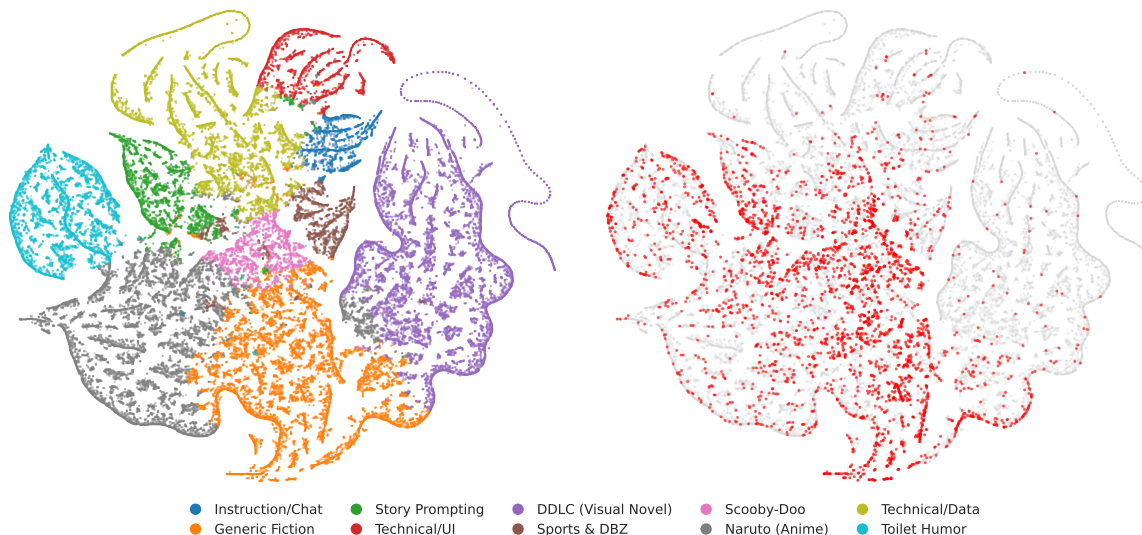 Instruction/Chat Story Prompting DDLC (Visual Novel) Scooby-Doo Technical/Data
Generic Fiction Technical/UI Sports & DBZ Naruto (Anime) Toilet Humor